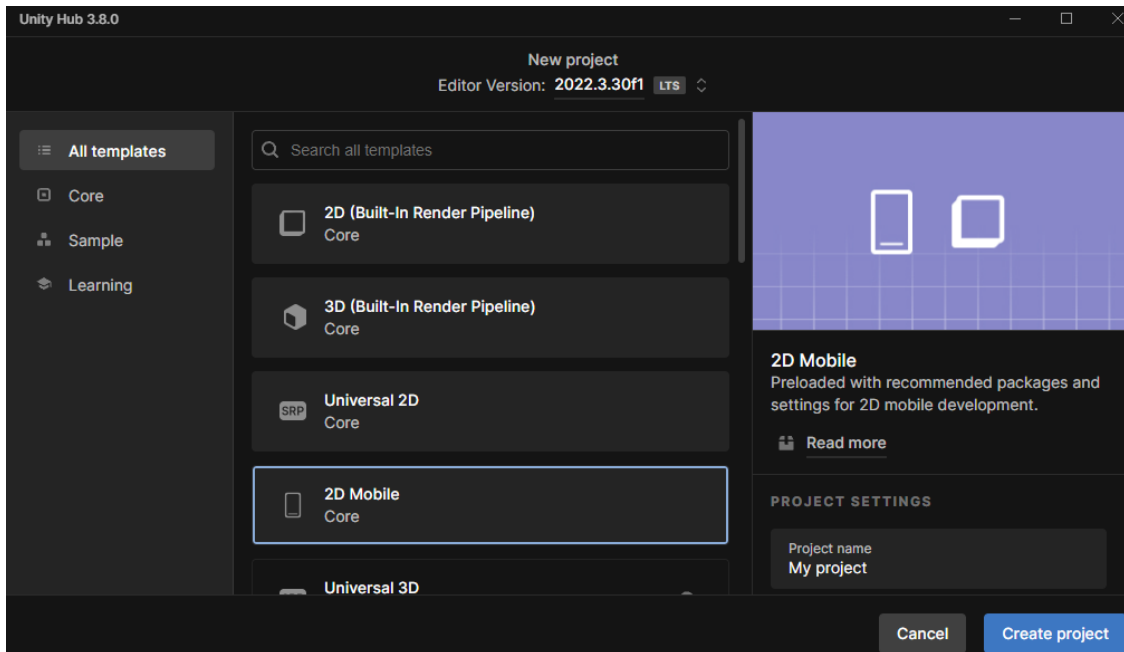 Unity Hub 3.8.0
New project
Editor Version: 2022.3.30f1 LTS
All templates
Core
Sample
Learning
Search all templates
2D (Built-In Render Pipeline)
Core
3D (Built-In Render Pipeline)
Core
SRP
Universal 2D
Core
2D Mobile
Core
Universal 3D
2D Mobile
Preloaded with recommended packages and
settings for 2D mobile development.
Read more
PROJECT SETTINGS
Project name
My project
Cancel
Create project